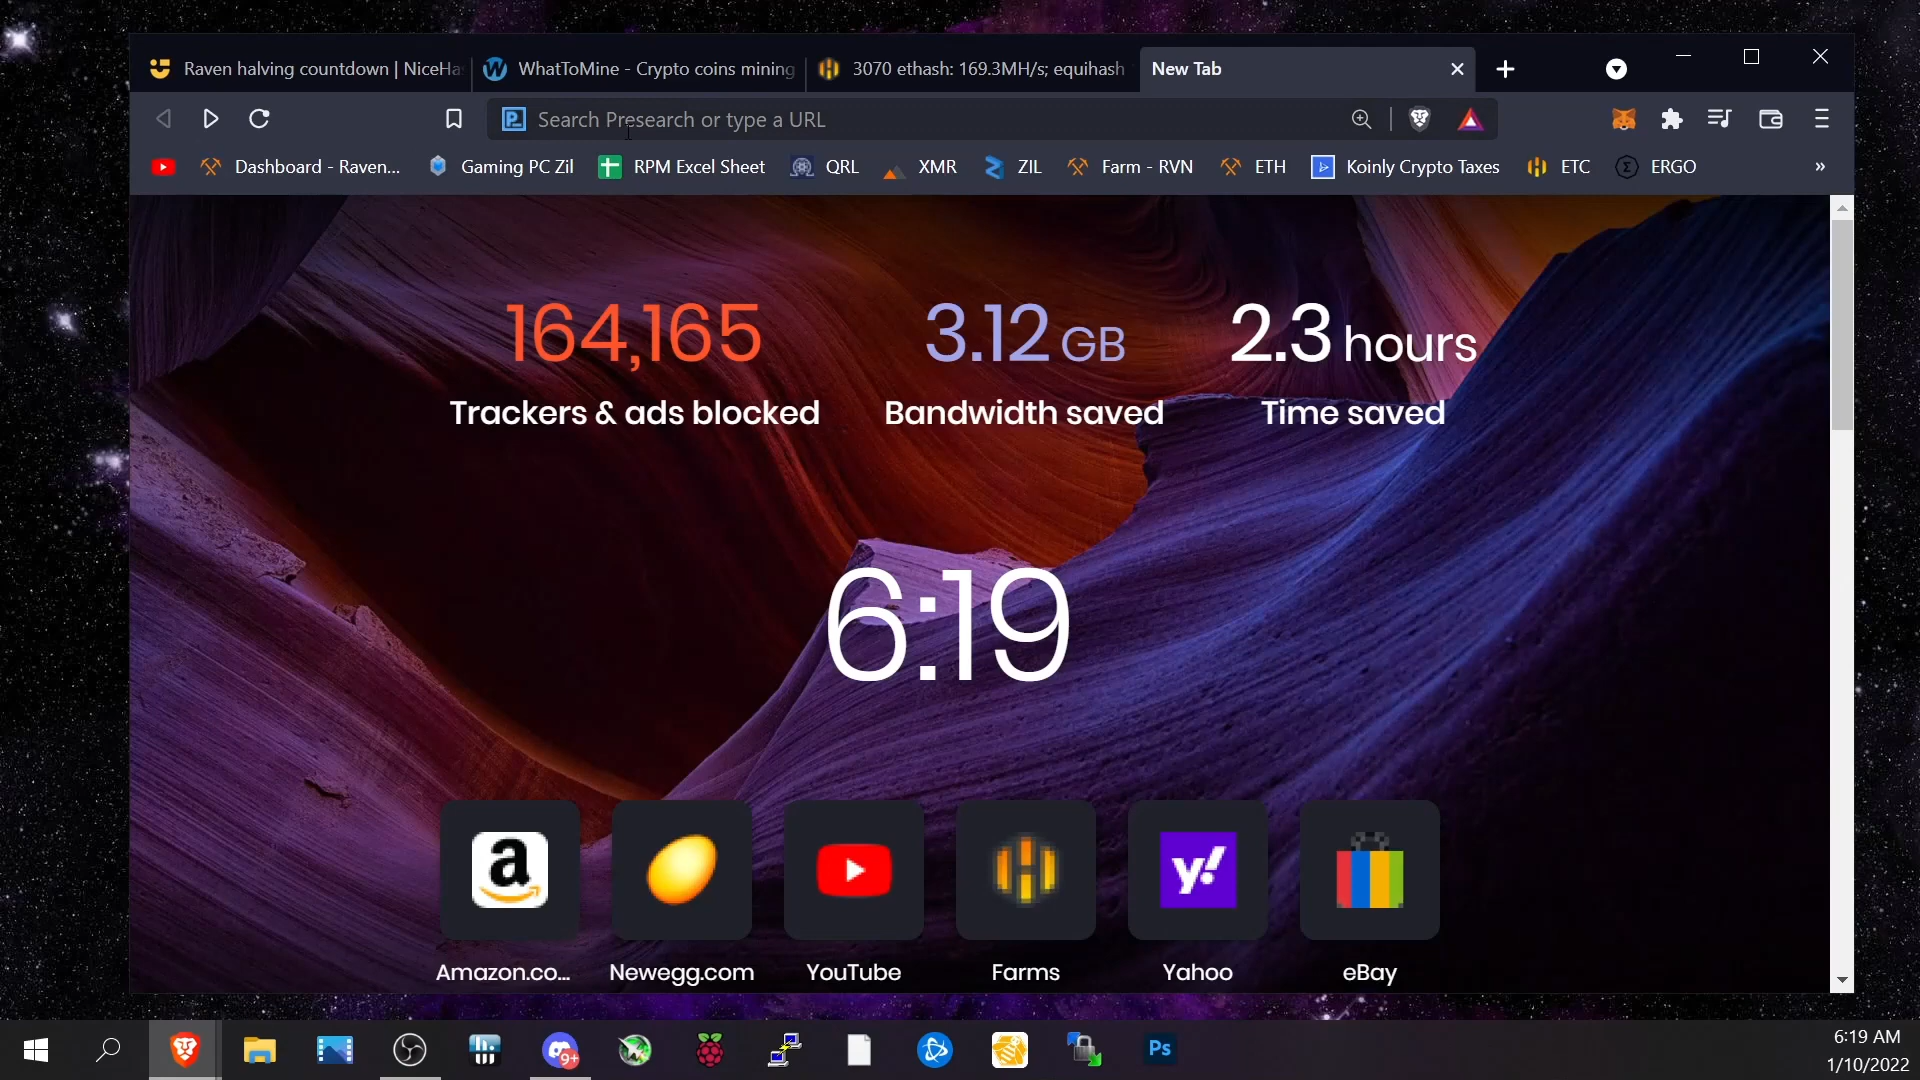 Raven halving countdown | NiceHa
WhatToMine - Crypto coins mining
3070 ethash: 169.3MH/s; equihash
New Tab
Search Presearch or type a URL
Dashboard - Raven...
Gaming PC Zil
RPM Excel Sheet
QRL
XMR
ZIL
Farm - RVN
ETH
Koinly Crypto Taxes
ETC
ERGO
»
164,165
Trackers & ads blocked
3.12 GB
Bandwidth saved
2.3 hours
Time saved
6:19
a
y!
Amazon.co...
Newegg.com
YouTube
Farms
Yahoo
eBay
9+
Ps
6:19 AM
1/10/2022